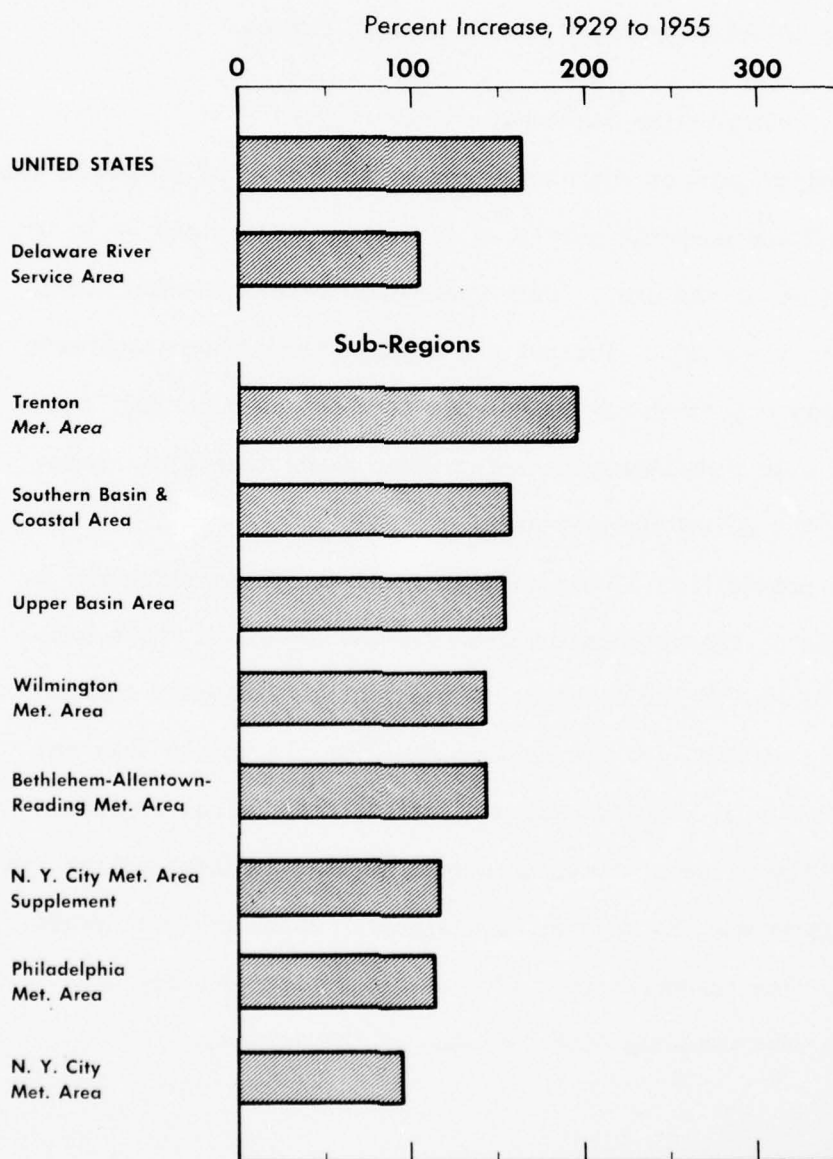 Percent Increase, 1929 to 1955
0 100 200 300
UNITED STATES
Delaware River
Service Area
Sub-Regions
Trenton
Met. Area
Southern Basin &
Coastal Area
Upper Basin Area
Wilmington
Met. Area
Bethlehem-Allentown-
Reading Met. Area
N. Y. City Met. Area
Supplement
Philadelphia
Met. Area
N. Y. City
Met. Area